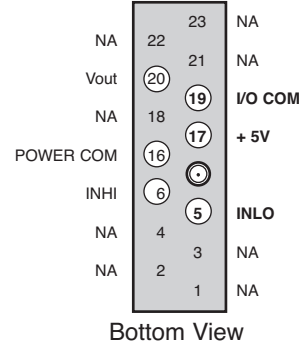 23 NA
NA 22
21 NA
Vout 20
19 I/O COM
NA 18
17 + 5V
POWER COM 16
INHI 6
5 INLO
NA 4
3 NA
NA 2
1 NA
Bottom View